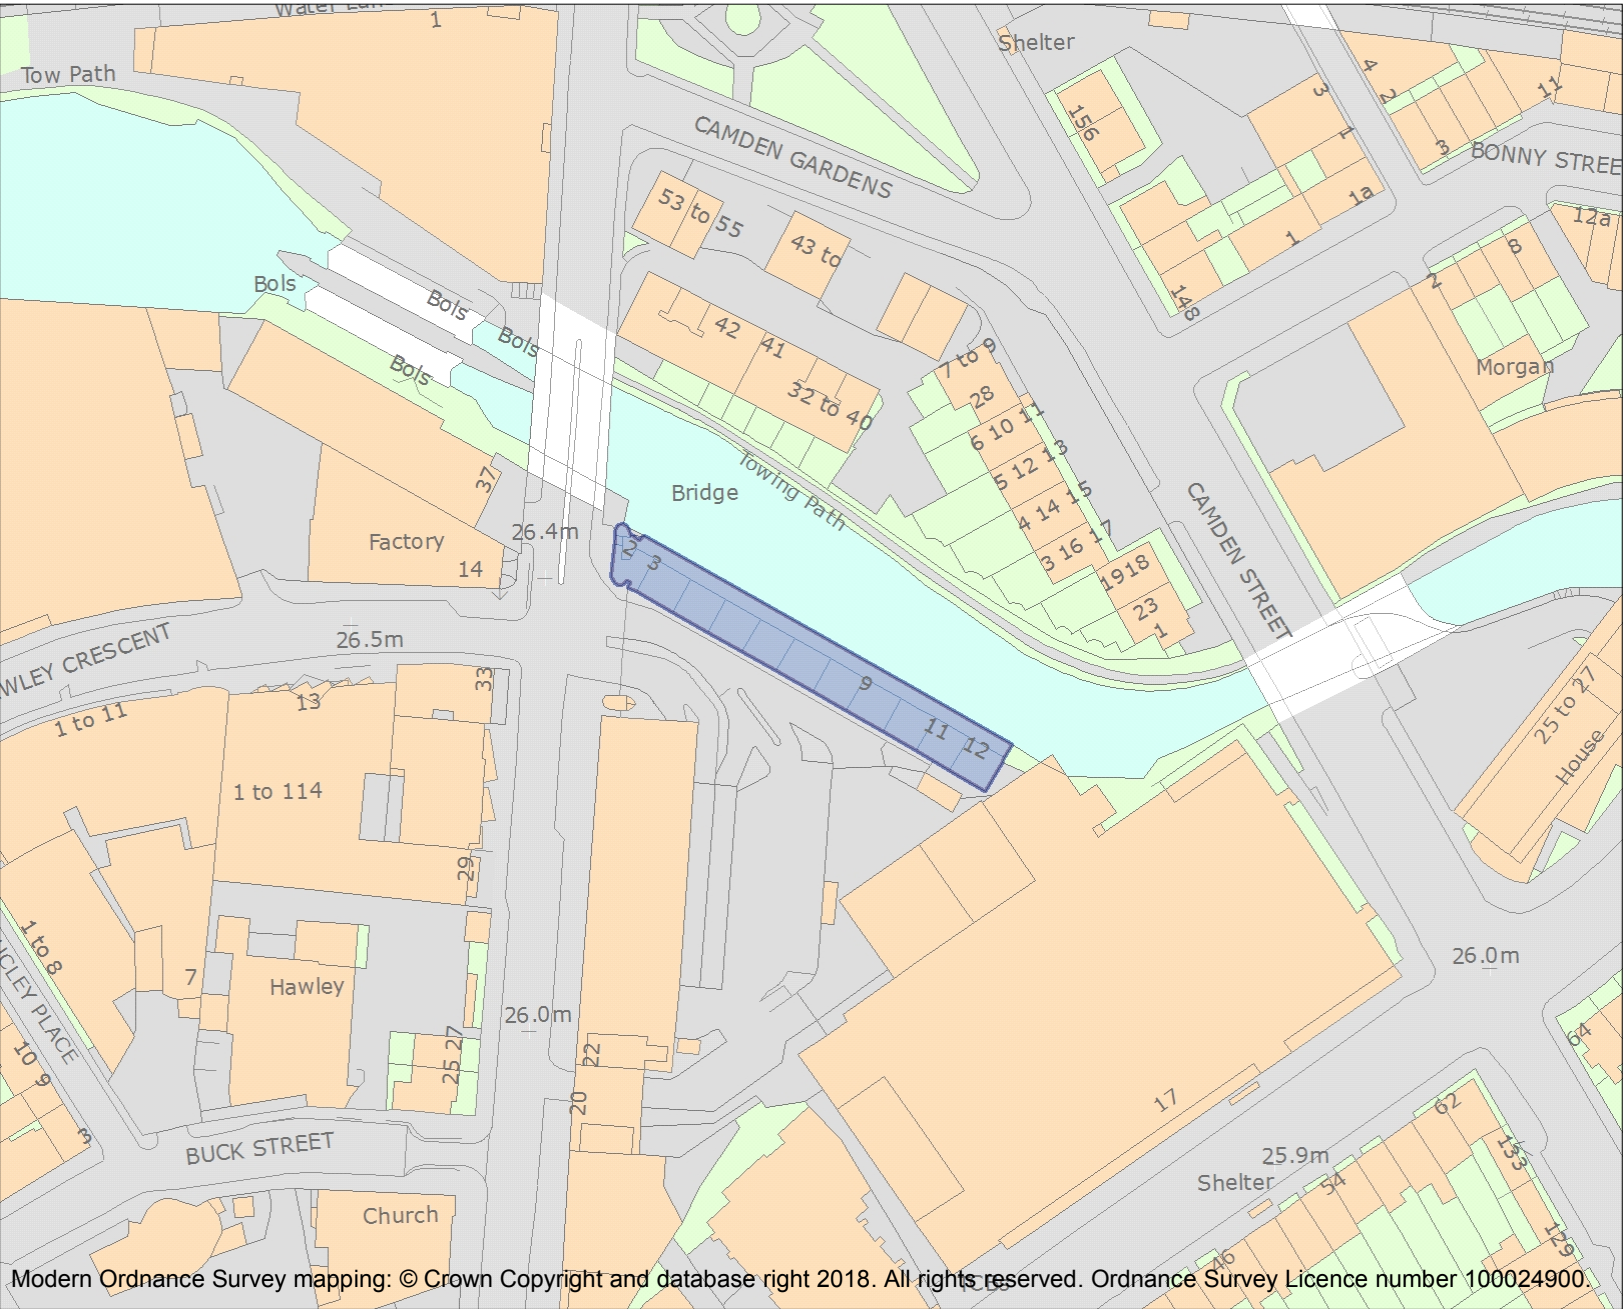 Water Lan
1
Shelter
4
2
11
Tow Path
3
1
156
3
BONNY STREE
CAMDEN GARDENS
53 to 55
43 to
1a
12a
1
8
2
148
Bols
Bols
Bols
Bols
42
41
32 to 40
7 to 9
28
6 10 11
5 12 13
4 14 15
3 16 17
1918
23
1
Morgan
Towing Path
Bridge
CAMDEN STREET
37
26.4m
Factory
14
2
3
9
11
12
26.5m
WLEY CRESCENT
33
13
1 to 11
1 to 114
29
25 to 27
House
1 to 8
7
Hawley
26.0m
26.0m
PLACE
10
9
3
25 27
22
20
64
17
62
BUCK STREET
25.9m
Shelter
54
133
129
46
Church
Modern Ordnance Survey mapping: © Crown Copyright and database right 2018. All rights reserved. Ordnance Survey Licence number 100024900.